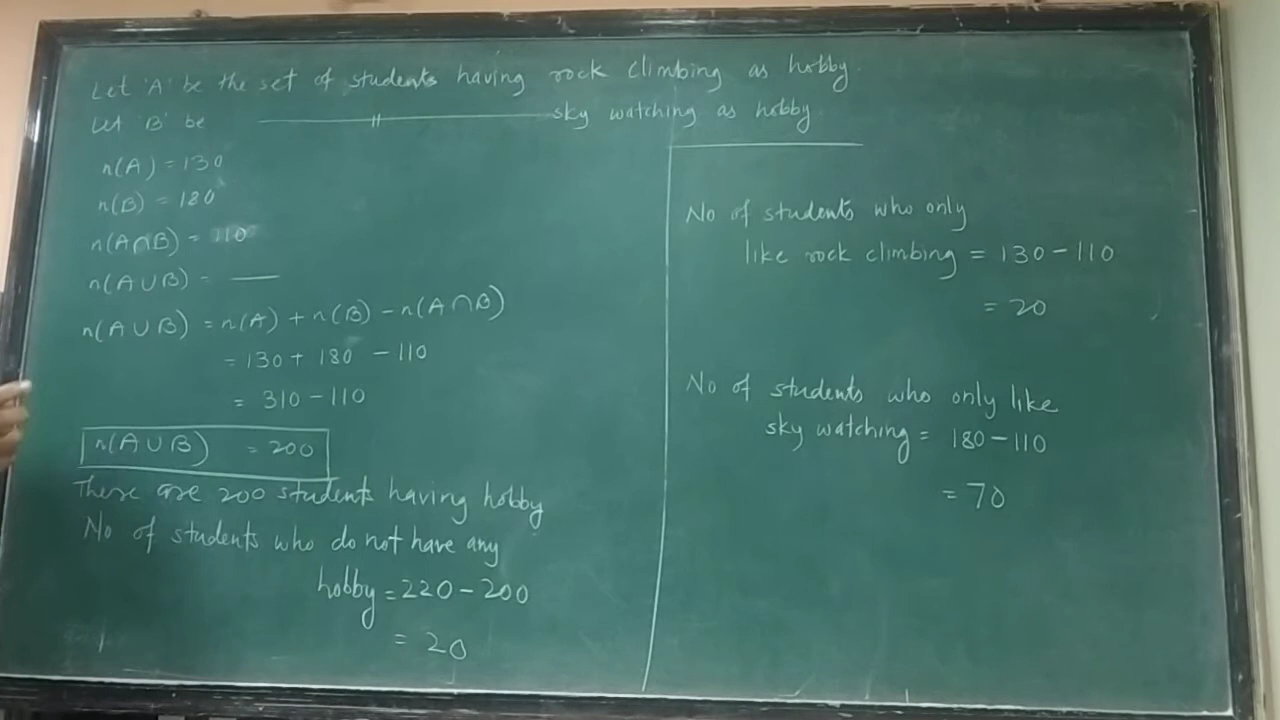 Let 'A' be the set of students having rock climbing as hobby.
Let 'B' be ——————〃—————— sky watching as hobby
n(A) = 130
n(B) = 180
n(A∩B) = 110
n(A∪B) = ——
n(A∪B) = n(A) + n(B) - n(A∩B)
= 130 + 180 - 110
= 310 - 110
n(A∪B) = 200
There are 200 students having hobby
No of students who do not have any
hobby = 220 - 200
= 20
No of students who only
like rock climbing = 130 - 110
= 20
No of students who only like
sky watching = 180 - 110
= 70